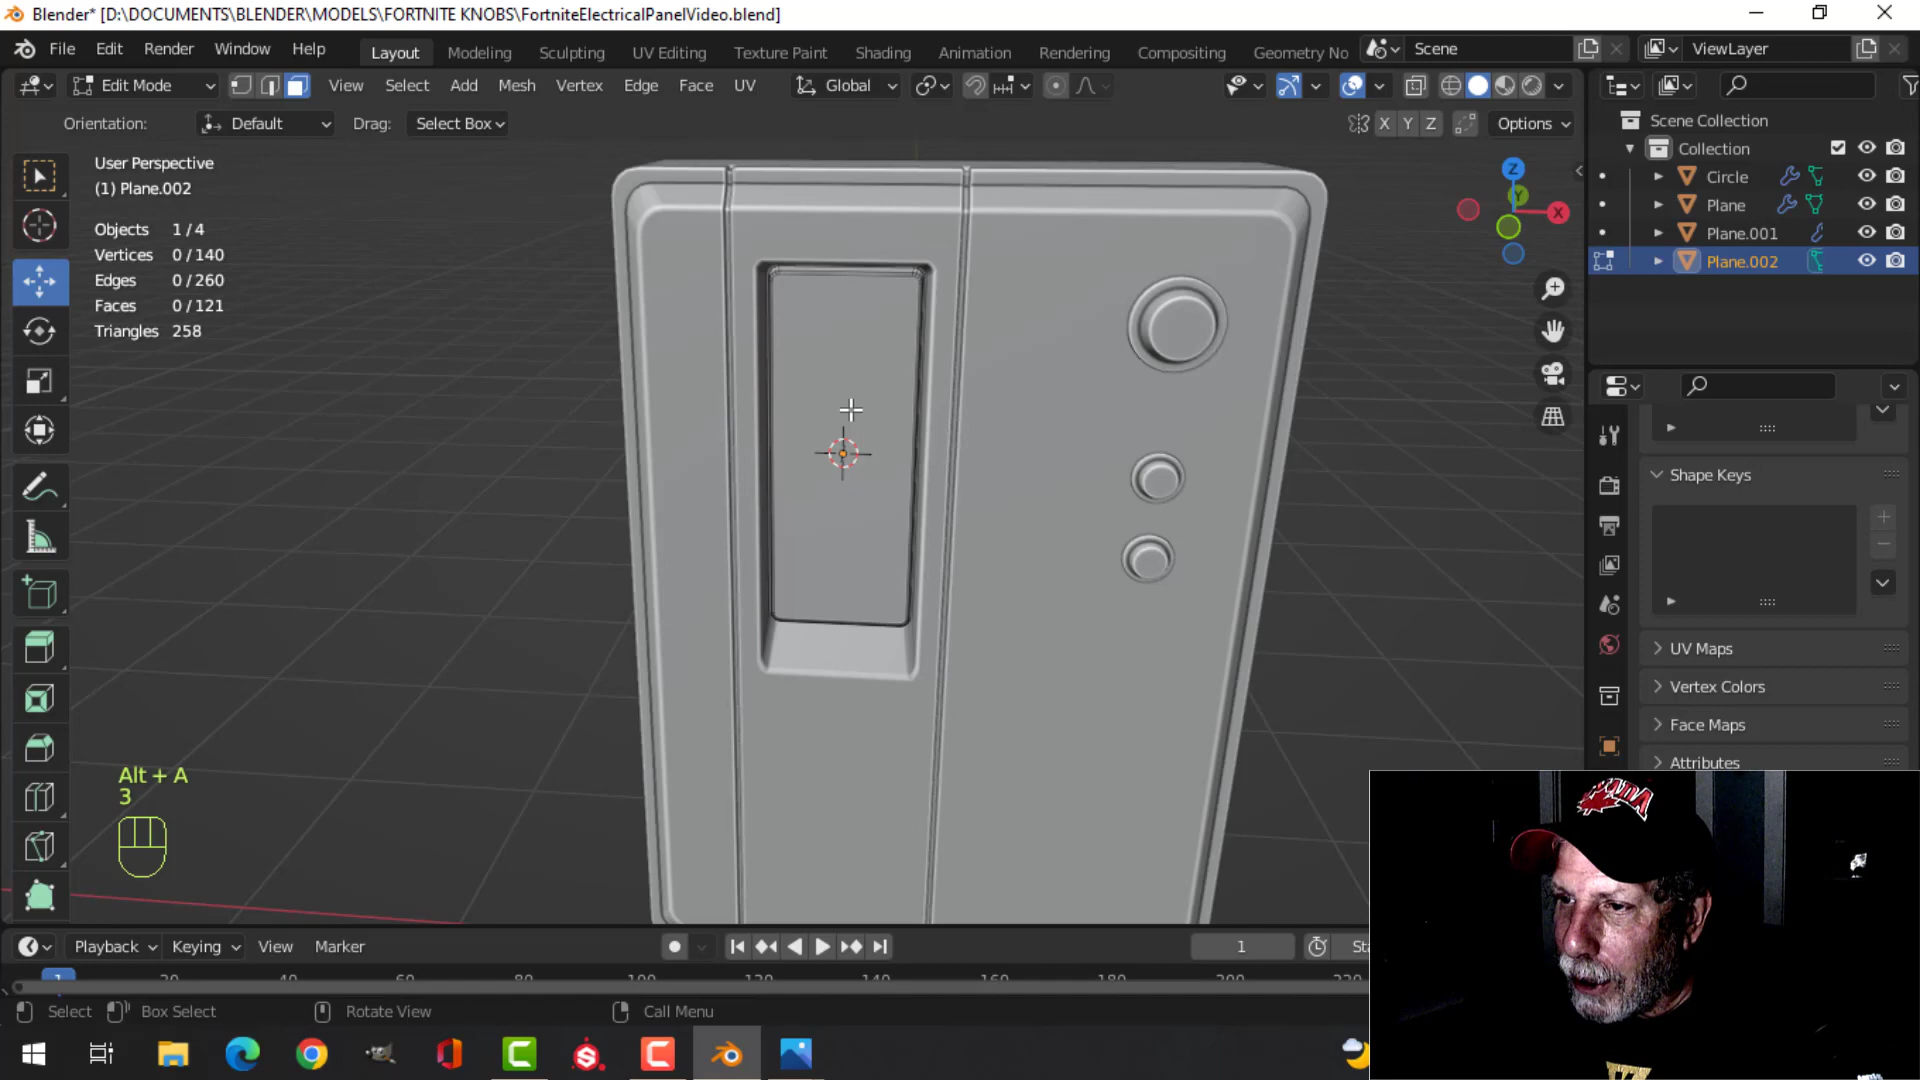 Blender* [D:\DOCUMENTS\BLENDER\MODELS\FORTNITE KNOBS\FortniteElectricalPanelVideo.blend]
File Edit Render Window Help Layout Modeling Sculpting UV Editing Texture Paint Shading Animation Rendering Compositing Geometry No Scene ViewLayer
Edit Mode View Select Add Mesh Vertex Edge Face UV Global
Orientation: Default Drag: Select Box X Y Z Options
Scene Collection
Collection
Circle
Plane
Plane.001
Plane.002
User Perspective
(1) Plane.002
Objects 1 / 4
Vertices 0 / 140
Edges 0 / 260
Faces 0 / 121
Triangles 258
Z
Y
X
Shape Keys
UV Maps
Vertex Colors
Face Maps
Attributes
Alt + A
3
Playback Keying View Marker 1
1
Select Box Select Rotate View Call Menu